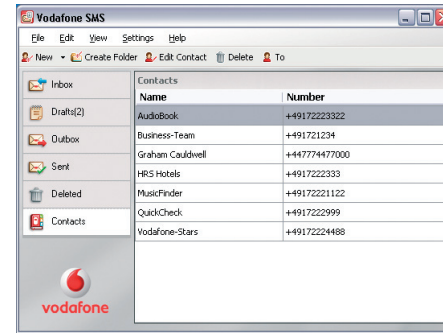 Vodafone SMS
File Edit View Settings Help
New Create Folder Edit Contact Delete To
Inbox
Drafts(2)
Outbox
Sent
Deleted
Contacts
vodafone
Contacts
Name Number
AudioBook +49172223322
Business-Team +491721234
Graham Cauldwell +447774477000
HRS Hotels +4917222333
MusicFinder +49172221122
QuickCheck +4917222999
Vodafone-Stars +49172224488